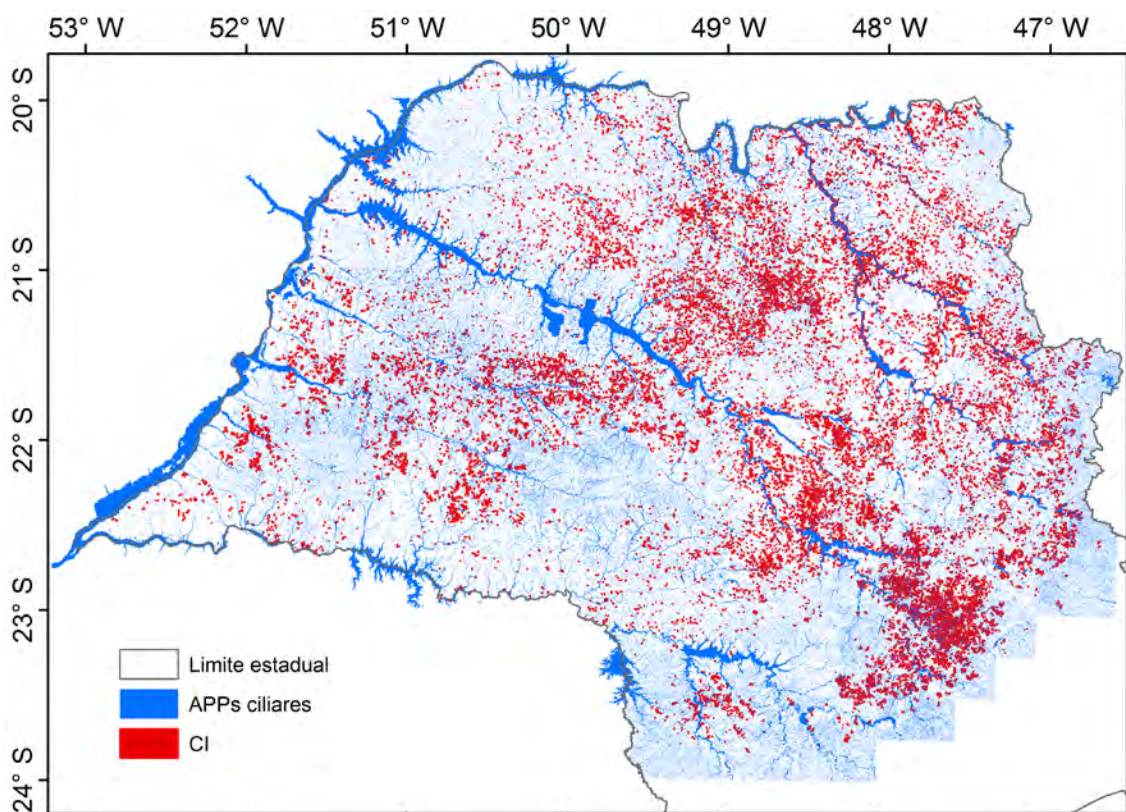 53° W 52° W 51° W 50° W 49° W 48° W 47° W
20° S
21° S
22° S
23° S
24° S
Limite estadual
APPs ciliares
CI